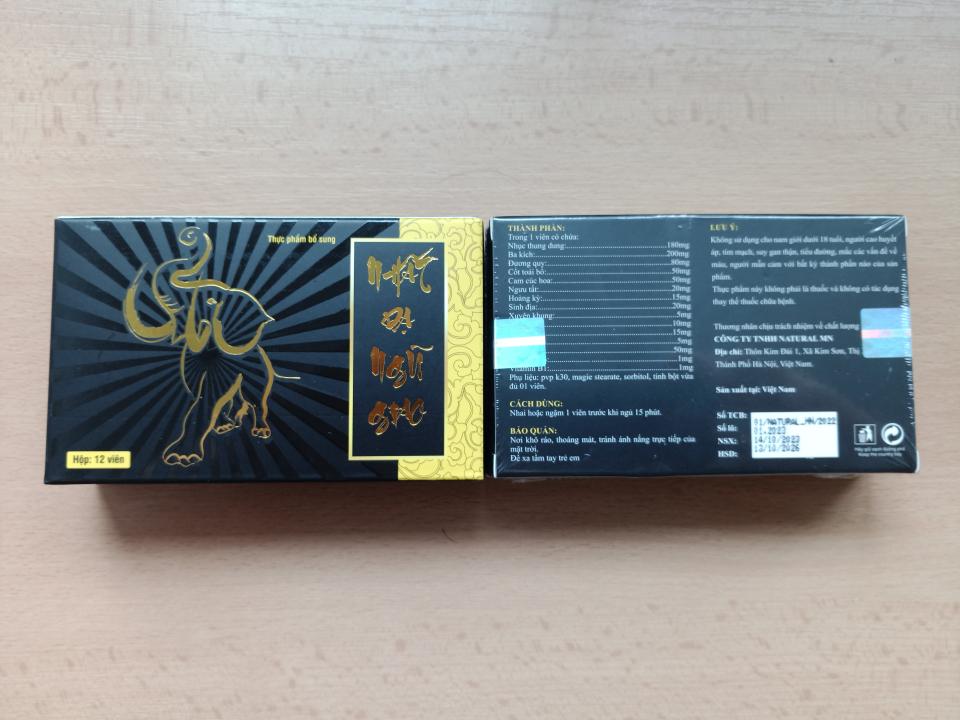 Thực phẩm bổ sung
NHẤT
DẠ
NGŨ
GIAO
Hộp: 12 viên
THÀNH PHẦN:
Trong 1 viên có chứa:
Nhục thung dung:...180mg
Ba kích:...200mg
Đương quy:...80mg
Cốt toái bổ:...50mg
Cam cúc hoa:...50mg
Ngưu tất:...20mg
Hoàng kỳ:...15mg
Sinh địa:...20mg
Xuyên khung:...5mg
10mg
15mg
5mg
50mg
1mg
Vitamin B1:...1mg
Phụ liệu: pvp k30, magie stearate, sorbitol, tinh bột vừa
đủ 01 viên.
CÁCH DÙNG:
Nhai hoặc ngậm 1 viên trước khi ngủ 15 phút.
BẢO QUẢN:
Nơi khô ráo, thoáng mát, tránh ánh nắng trực tiếp của
mặt trời.
Để xa tầm tay trẻ em
LƯU Ý:
Không sử dụng cho nam giới dưới 18 tuổi, người cao huyết
áp, tim mạch, suy gan thận, tiểu đường, mắc các vấn đề về
máu, người mẫn cảm với bất kỳ thành phần nào của sản
phẩm.
Thực phẩm này không phải là thuốc và không có tác dụng
thay thế thuốc chữa bệnh.
Thương nhân chịu trách nhiệm về chất lượng
CÔNG TY TNHH NATURAL MN
Địa chỉ: Thôn Kim Đái 1, Xã Kim Sơn, Thị
Thành Phố Hà Nội, Việt Nam.
Sản xuất tại: Việt Nam
Số TCB: 01/NATURAL_MN/2022
Số lô: 01.2023
NSX: 14/10/2023
HSD: 13/10/2026
Hãy giữ sạch đường phố
Keep the country tidy